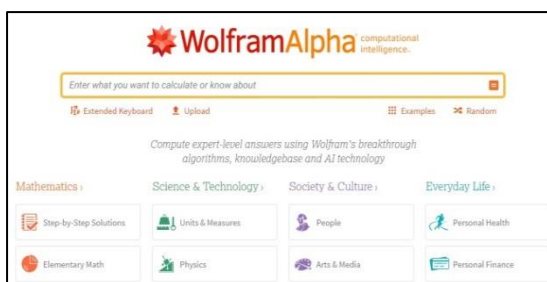 WolframAlpha computational intelligence.
Enter what you want to calculate or know about
Extended Keyboard Upload Examples Random
Compute expert-level answers using Wolfram's breakthrough
algorithms, knowledgebase and AI technology
Mathematics › Science & Technology › Society & Culture › Everyday Life ›
Step-by-Step Solutions Units & Measures People Personal Health
Elementary Math Physics Arts & Media Personal Finance